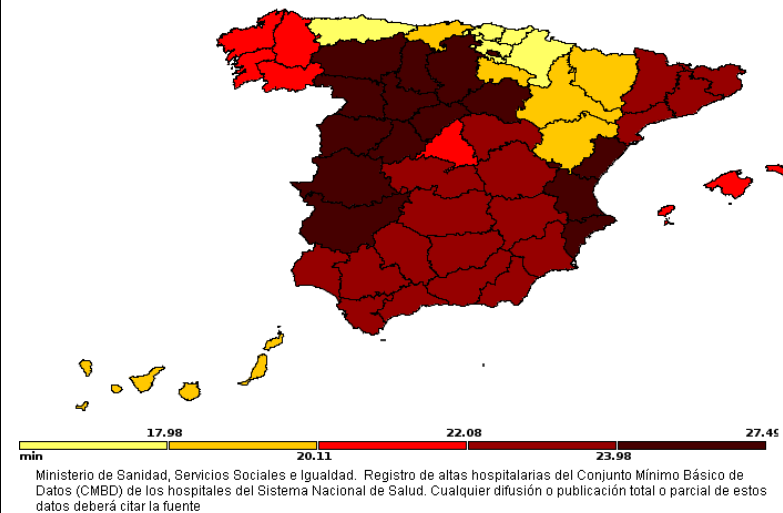 17.98 22.08 27.49
min 20.11 23.98
Ministerio de Sanidad, Servicios Sociales e Igualdad. Registro de altas hospitalarias del Conjunto Mínimo Básico de
Datos (CMBD) de los hospitales del Sistema Nacional de Salud. Cualquier difusión o publicación total o parcial de estos
datos deberá citar la fuente